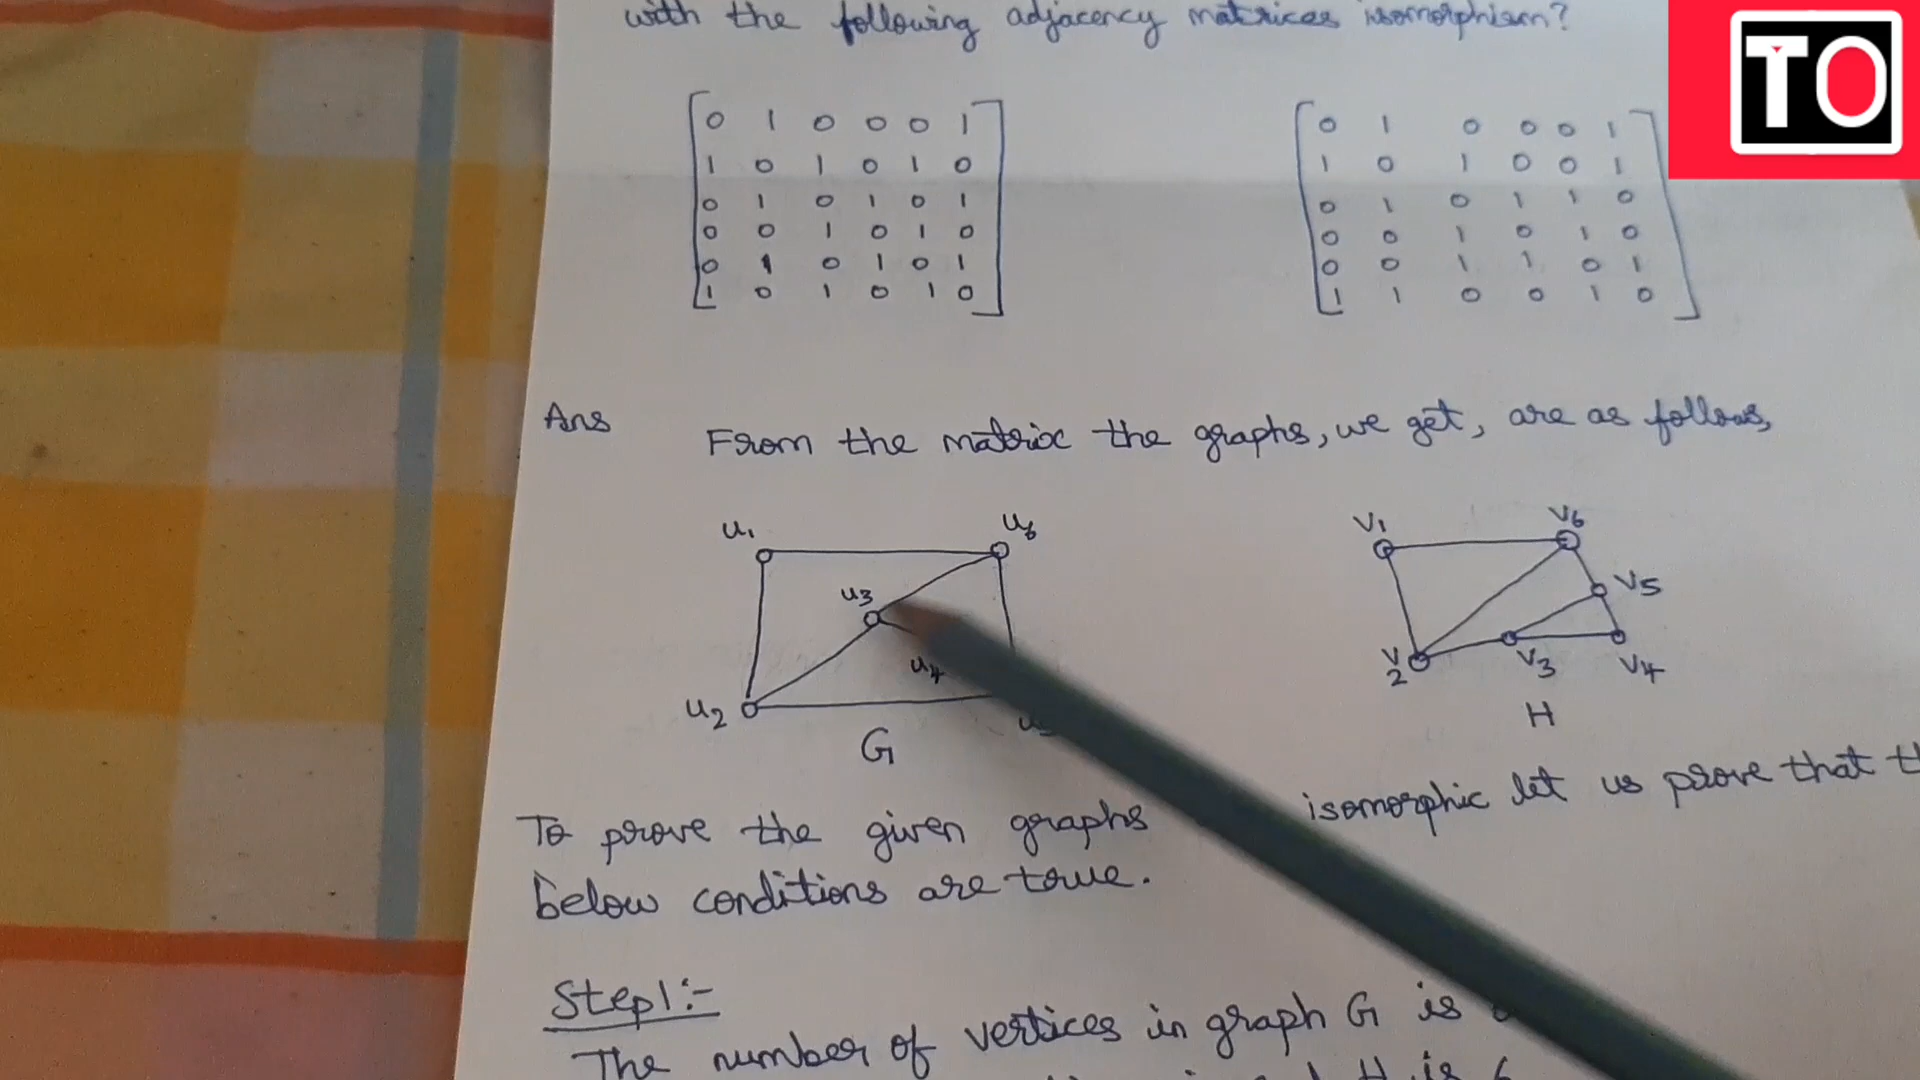 with the following adjacency matrices isomorphism?
TO
0 1 0 0 0 1
1 0 1 0 1 0
0 1 0 1 0 1
0 0 1 0 1 0
0 1 0 1 0 1
1 0 1 0 1 0
0 1 0 0 0 1
1 0 1 0 0 1
0 1 0 1 1 0
0 0 1 0 1 0
0 0 1 1 0 1
1 1 0 0 1 0
Ans From the matrix the graphs, we get, are as follows,
u1 u6
u3
u4
u2
G
V1 V6
V5
V2 V3 V4
H
To prove the given graphs isomorphic let us prove that
below conditions are true.
Step1:-
The number of vertices in graph G is
H is 6